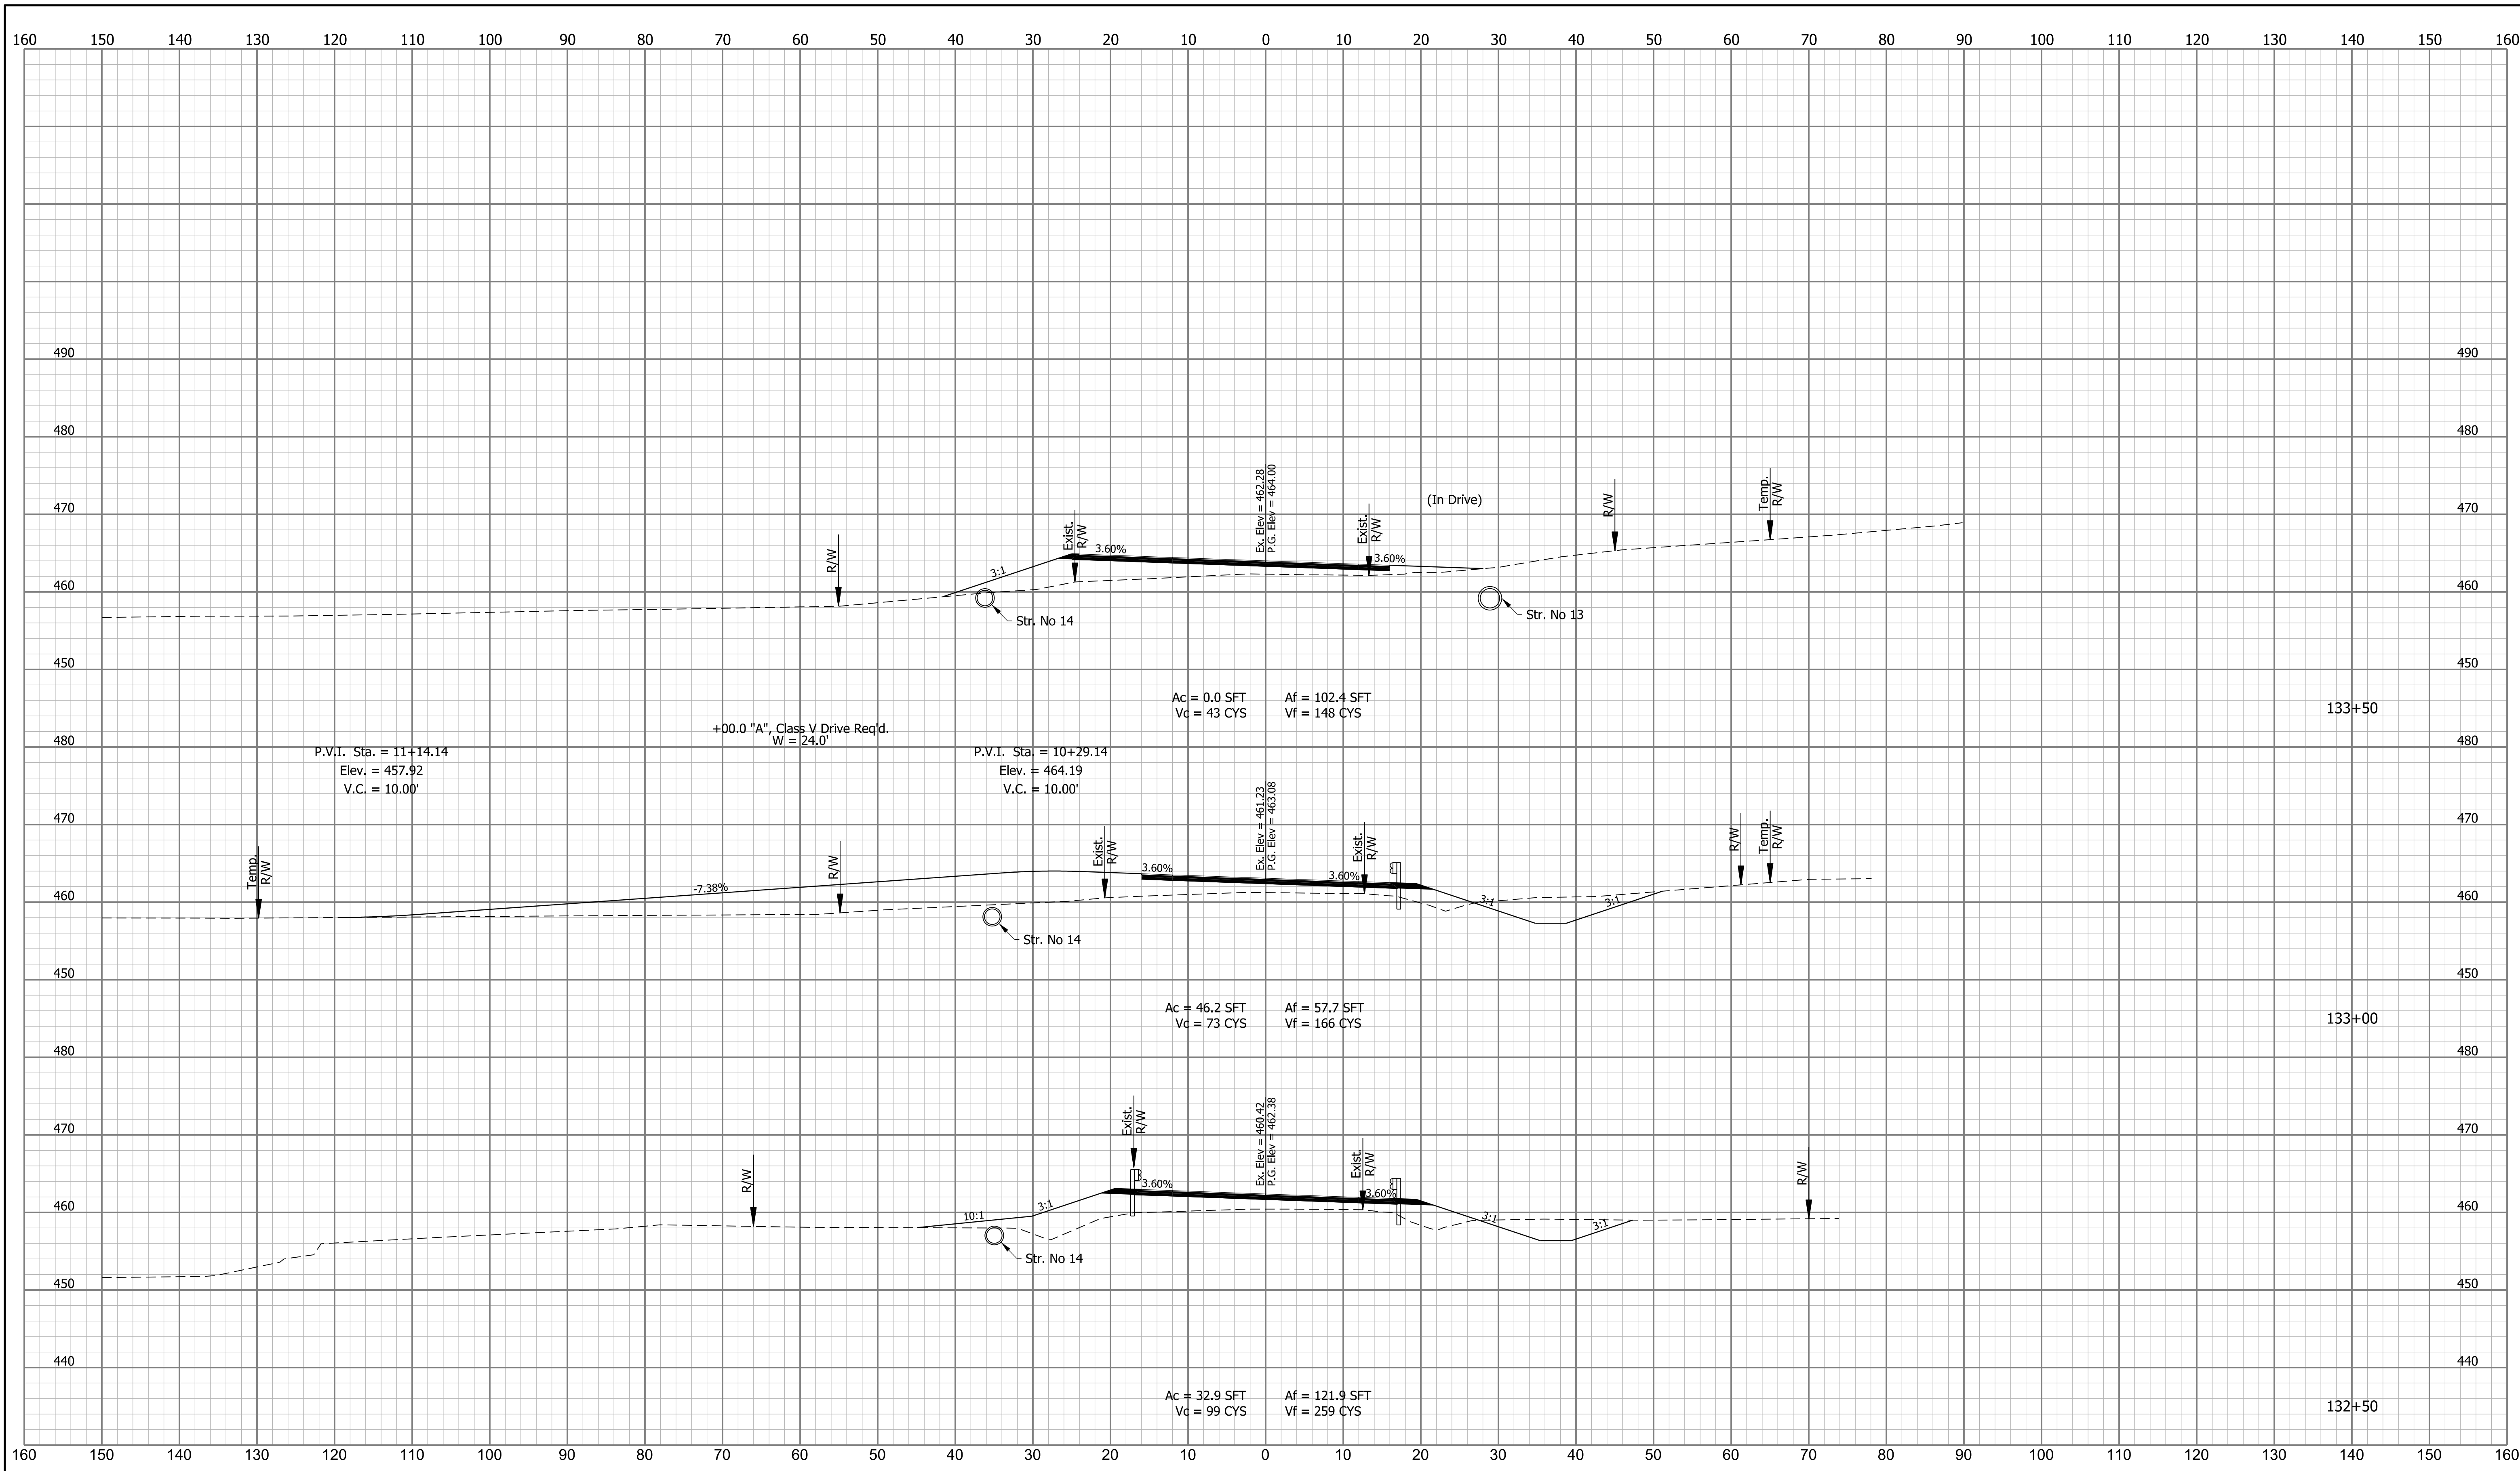 160 150 140 130 120 110 100 90 80 70 60 50 40 30 20 10 0 10 20 30 40 50 60 70 80 90 100 110 120 130 140 150 160
490 490
480 480
Ex. Elev = 462.28
P.G. Elev = 464.00
(In Drive)
R/W
Temp.
R/W
470 470
Exist.
R/W
Exist.
R/W
R/W
3.60%
3.60%
3:1
460 460
Str. No 14
Str. No 13
450 450
Ac = 0.0 SFT Af = 102.4 SFT
Vc = 43 CYS Vf = 148 CYS
133+50
+00.0 "A", Class V Drive Req'd.
W = 24.0'
480 480
P.V.I. Sta. = 11+14.14
Elev. = 457.92
V.C. = 10.00'
P.V.I. Sta. = 10+29.14
Elev. = 464.19
V.C. = 10.00'
Ex. Elev = 461.23
P.G. Elev = 463.08
470 470
Temp.
R/W
R/W
Exist.
R/W
Exist.
R/W
R/W
Temp.
R/W
-7.38%
3.60%
3.60%
3:1
3:1
460 460
Str. No 14
450 450
Ac = 46.2 SFT Af = 57.7 SFT
Vc = 73 CYS Vf = 166 CYS
133+00
480 480
Ex. Elev = 460.42
P.G. Elev = 462.38
470 470
R/W
Exist.
R/W
Exist.
R/W
R/W
3.60%
3.60%
10:1
3:1
3:1
3:1
460 460
Str. No 14
450 450
440 440
Ac = 32.9 SFT Af = 121.9 SFT
Vc = 99 CYS Vf = 259 CYS
132+50
160 150 140 130 120 110 100 90 80 70 60 50 40 30 20 10 0 10 20 30 40 50 60 70 80 90 100 110 120 130 140 150 160